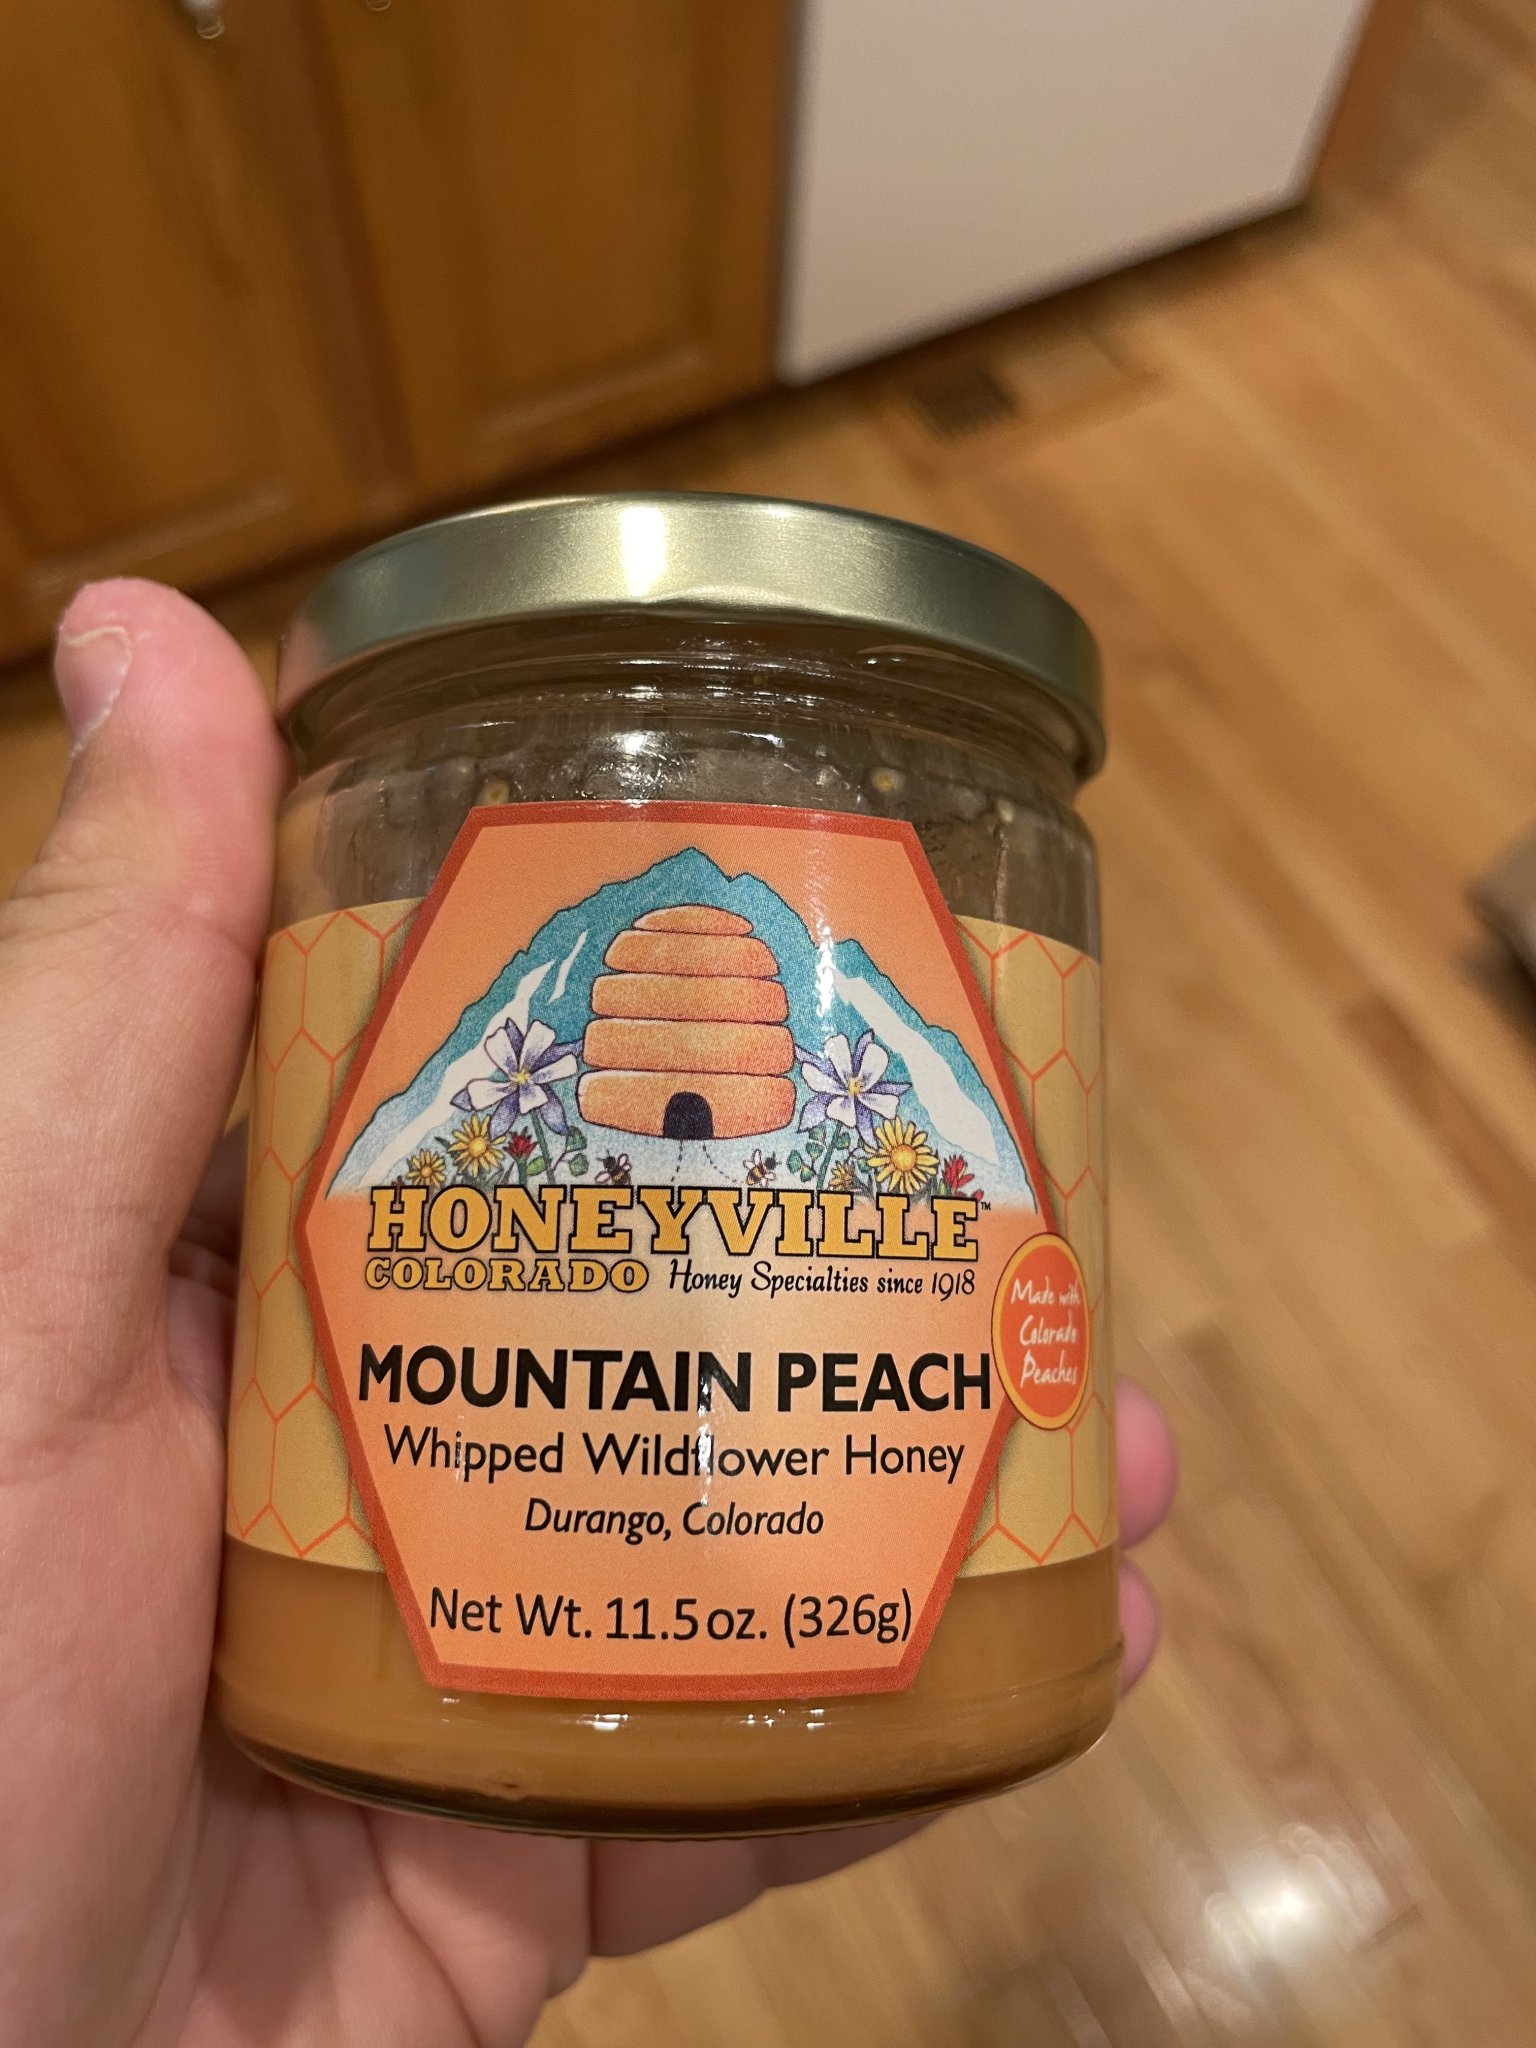 HONEYVILLE™
COLORADO Honey Specialties since 1918
Made with
Colorado
Peaches
MOUNTAIN PEACH
Whipped Wildflower Honey
Durango, Colorado
Net Wt. 11.5 oz. (326g)